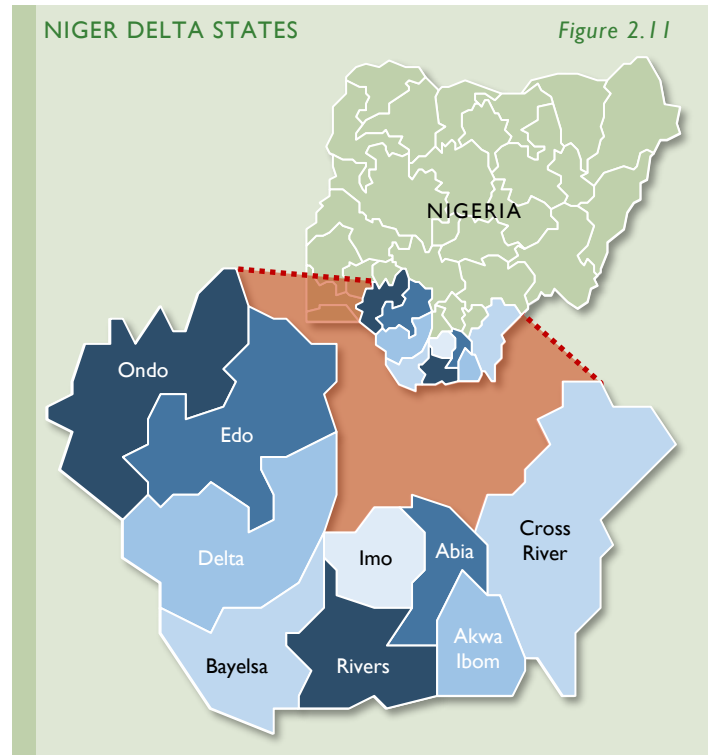 NIGER DELTA STATES
Figure 2.11
NIGERIA
Ondo
Edo
Cross
River
Delta
Imo
Abia
Akwa
Ibom
Bayelsa
Rivers